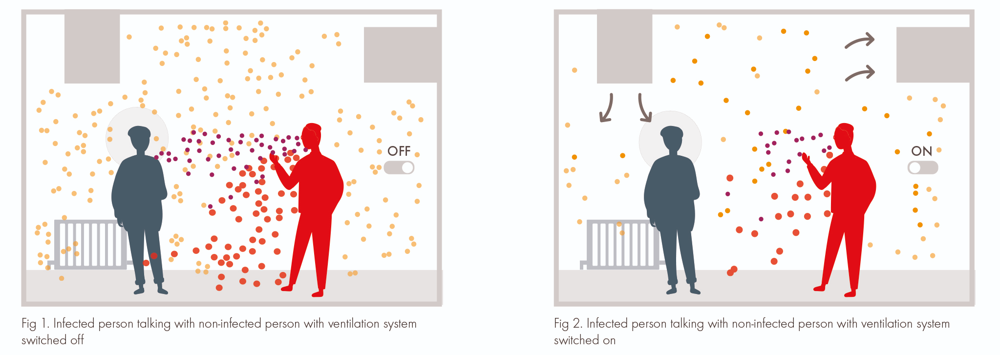 OFF
Fig 1. Infected person talking with non-infected person with ventilation system
switched off
ON
Fig 2. Infected person talking with non-infected person with ventilation system
switched on